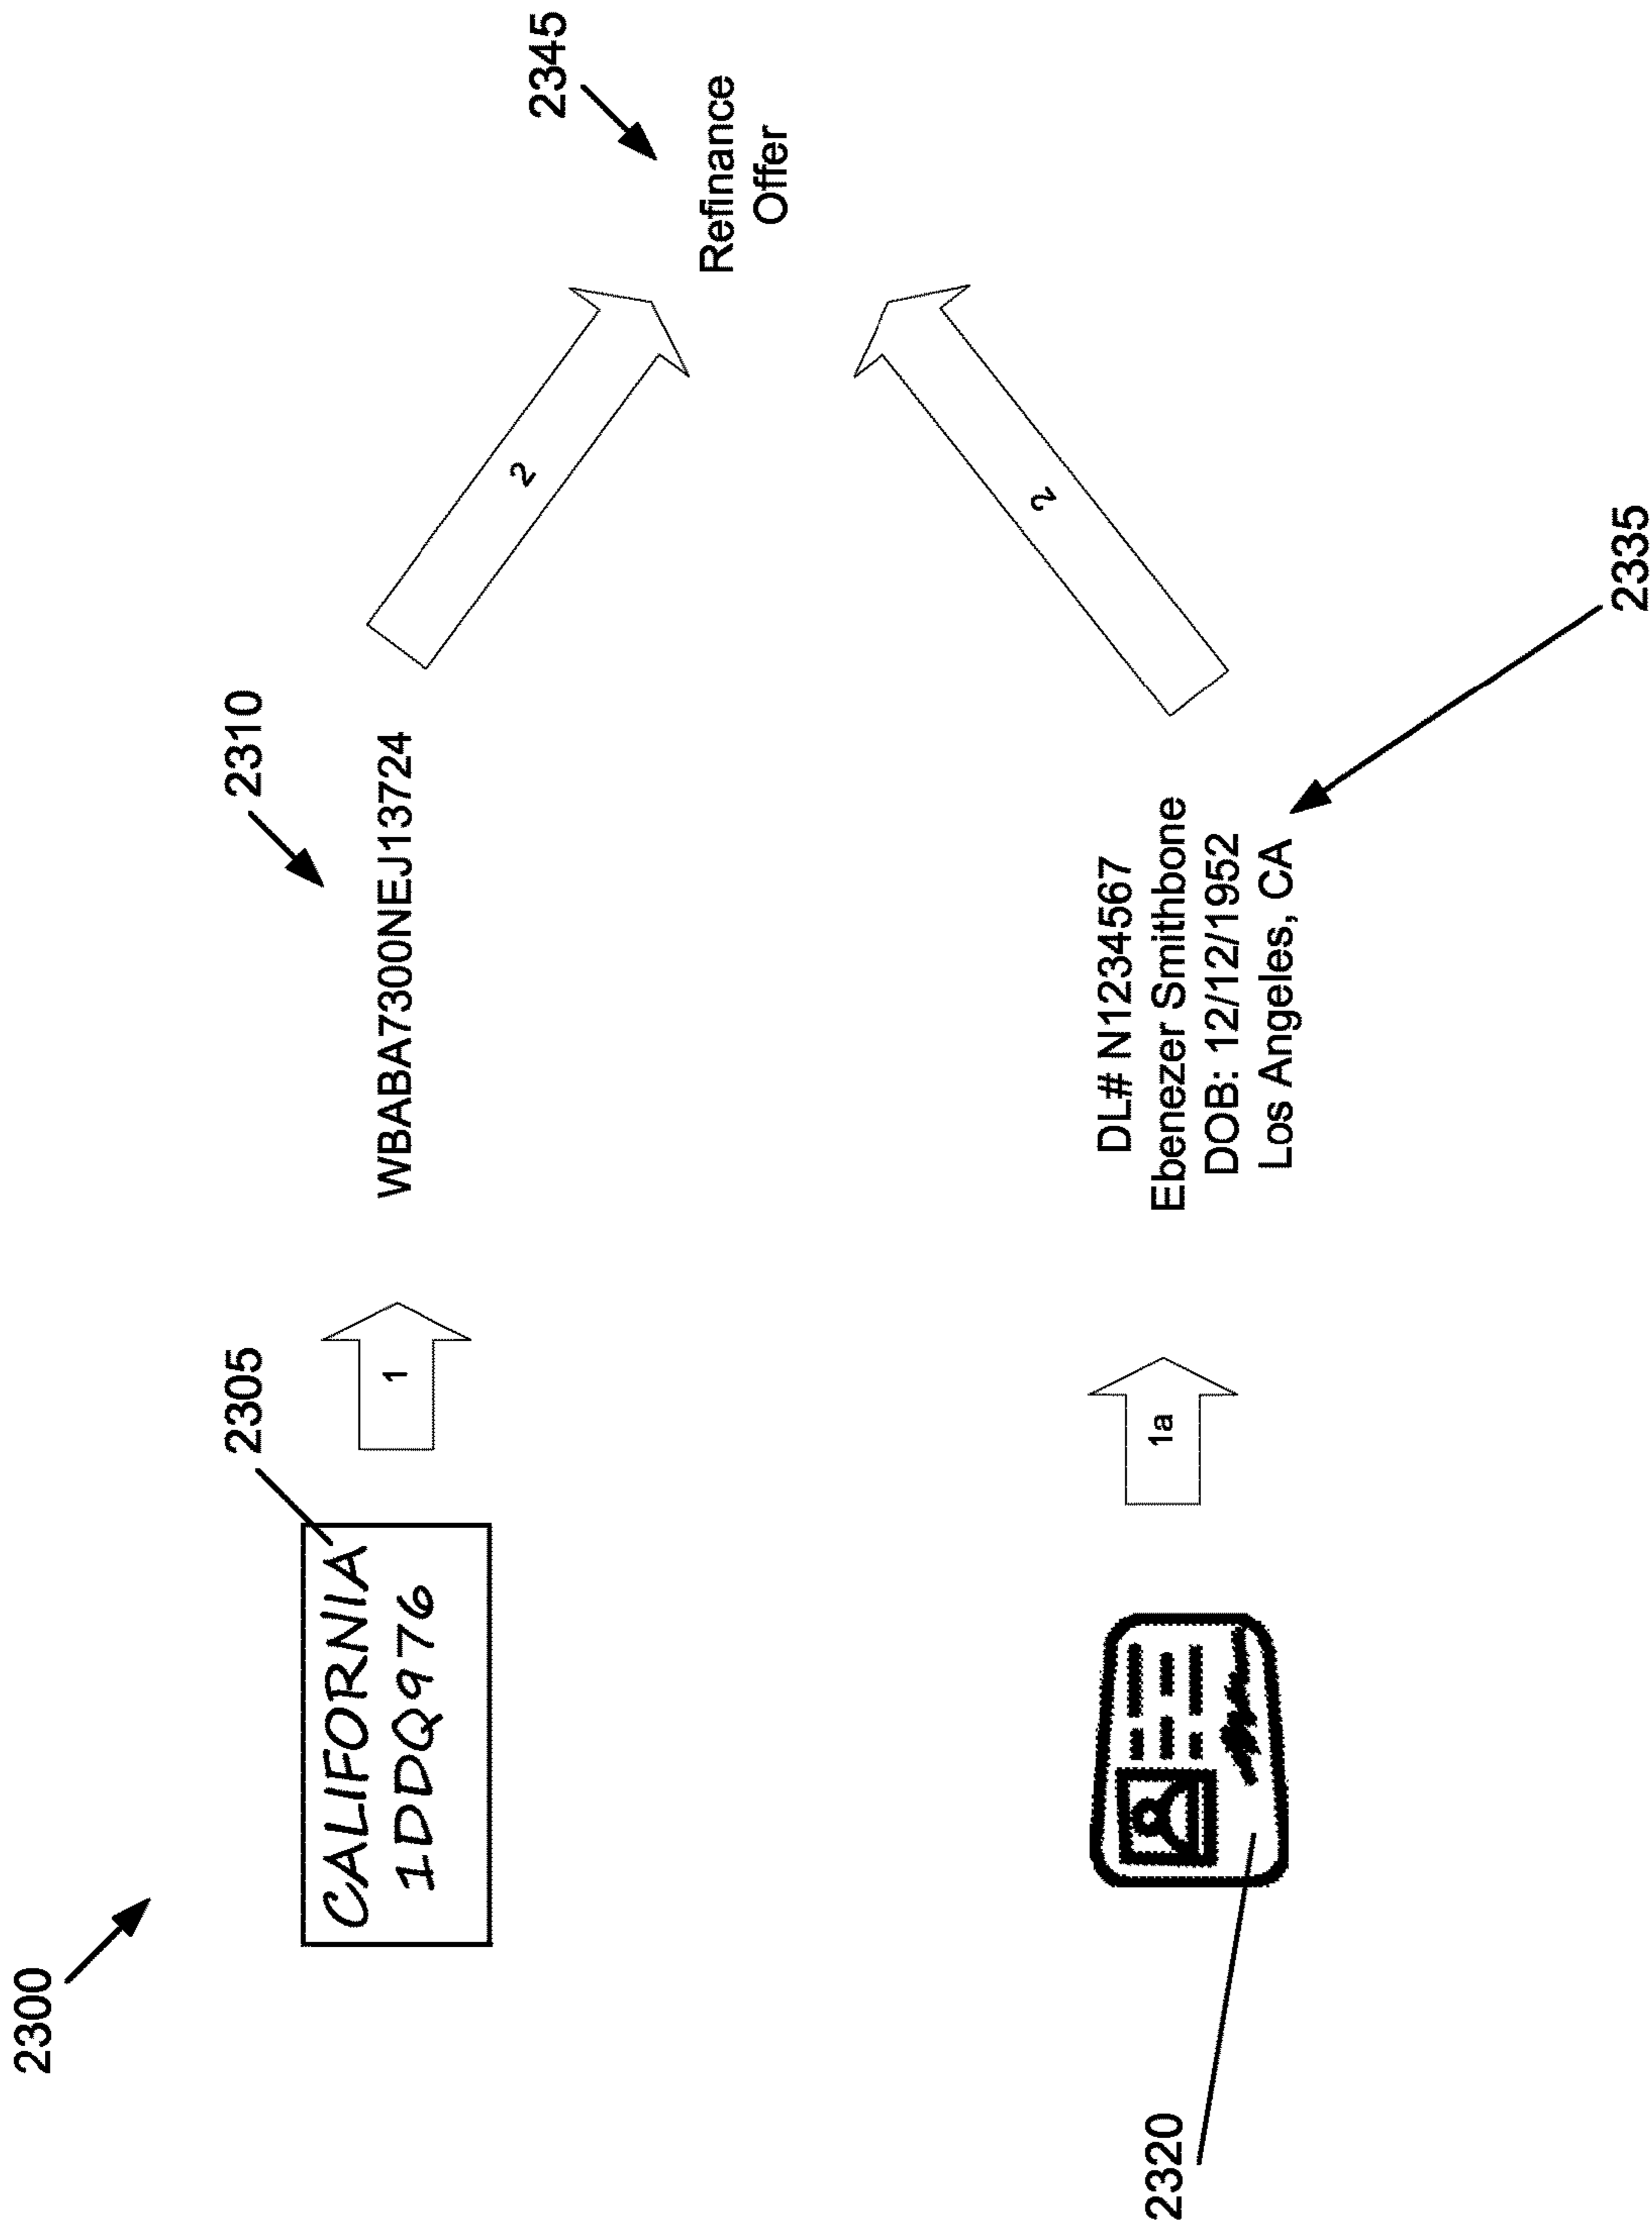 2300
2305
CALIFORNIA
1DDQ976
1
2310
WBABA7300NEJ13724
2
2345
Refinance
Offer
2320
1a
DL# N1234567
Ebenezer Smithbone
DOB: 12/12/1952
Los Angeles, CA
2
2335